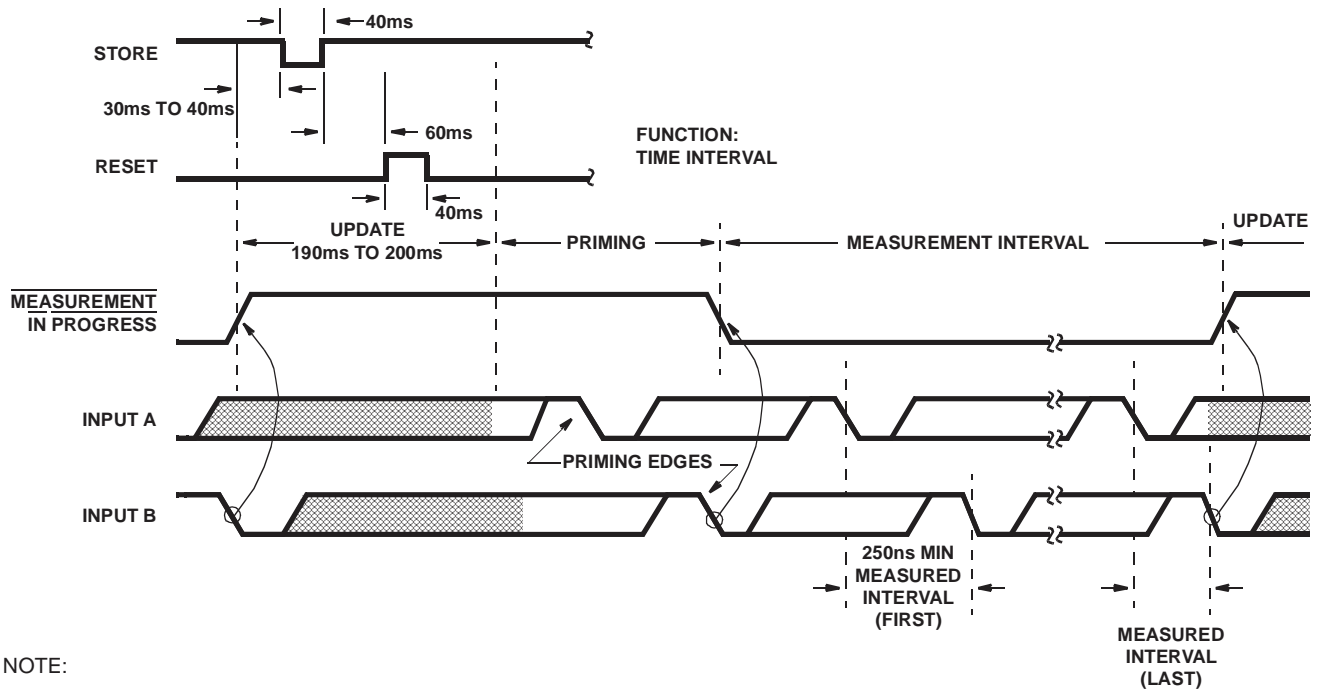 40ms
STORE
30ms TO 40ms
60ms
FUNCTION:
TIME INTERVAL
RESET
40ms
UPDATE
190ms TO 200ms
PRIMING
MEASUREMENT INTERVAL
UPDATE
MEASUREMENT
IN PROGRESS
INPUT A
PRIMING EDGES
INPUT B
250ns MIN
MEASURED
INTERVAL
(FIRST)
MEASURED
INTERVAL
(LAST)
NOTE: